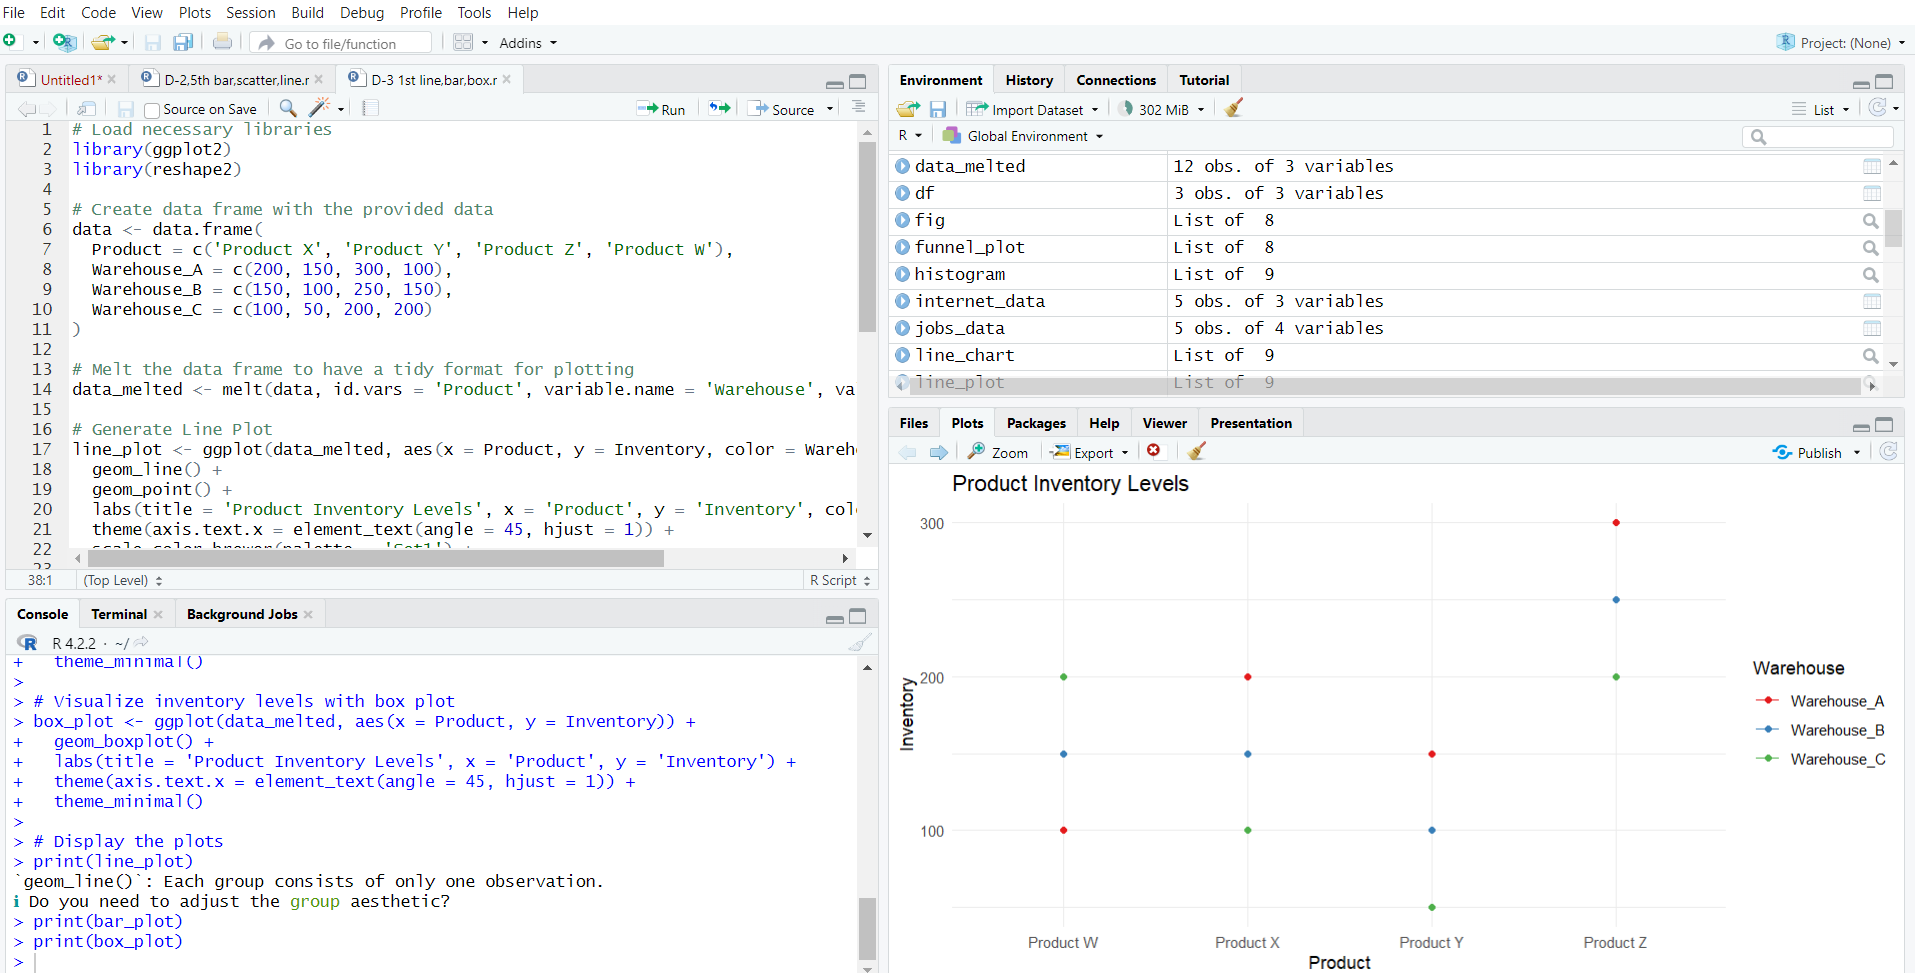 File Edit Code View Plots Session Build Debug Profile Tools Help
Go to file/function Addins Project: (None)
Untitled1* D-2,5th bar,scatter,line.r D-3 1st line,bar,box.r
Source on Save Run Source
1 # Load necessary libraries
2 library(ggplot2)
3 library(reshape2)
4
5 # Create data frame with the provided data
6 data <- data.frame(
7 Product = c('Product X', 'Product Y', 'Product Z', 'Product W'),
8 Warehouse_A = c(200, 150, 300, 100),
9 Warehouse_B = c(150, 100, 250, 150),
10 Warehouse_C = c(100, 50, 200, 200)
11 )
12
13 # Melt the data frame to have a tidy format for plotting
14 data_melted <- melt(data, id.vars = 'Product', variable.name = 'Warehouse', va
15
16 # Generate Line Plot
17 line_plot <- ggplot(data_melted, aes(x = Product, y = Inventory, color = Wareh
18 geom_line() +
19 geom_point() +
20 labs(title = 'Product Inventory Levels', x = 'Product', y = 'Inventory', col
21 theme(axis.text.x = element_text(angle = 45, hjust = 1)) +
22 scale_color_brewer(palette = 'Set1') +
23
38:1 (Top Level) R Script
Console Terminal Background Jobs
R 4.2.2 · ~/
+ theme_minimal()
>
> # Visualize inventory levels with box plot
> box_plot <- ggplot(data_melted, aes(x = Product, y = Inventory)) +
+ geom_boxplot() +
+ labs(title = 'Product Inventory Levels', x = 'Product', y = 'Inventory') +
+ theme(axis.text.x = element_text(angle = 45, hjust = 1)) +
+ theme_minimal()
>
> # Display the plots
> print(line_plot)
`geom_line()`: Each group consists of only one observation.
ℹ Do you need to adjust the group aesthetic?
> print(bar_plot)
> print(box_plot)
>
Environment History Connections Tutorial
Import Dataset 302 MiB List
R Global Environment
data_melted 12 obs. of 3 variables
df 3 obs. of 3 variables
fig List of 8
funnel_plot List of 8
histogram List of 9
internet_data 5 obs. of 3 variables
jobs_data 5 obs. of 4 variables
line_chart List of 9
line_plot List of 9
Files Plots Packages Help Viewer Presentation
Zoom Export Publish
Product Inventory Levels
300
200
100
Inventory
Product W Product X Product Y Product Z
Product
Warehouse
Warehouse_A
Warehouse_B
Warehouse_C